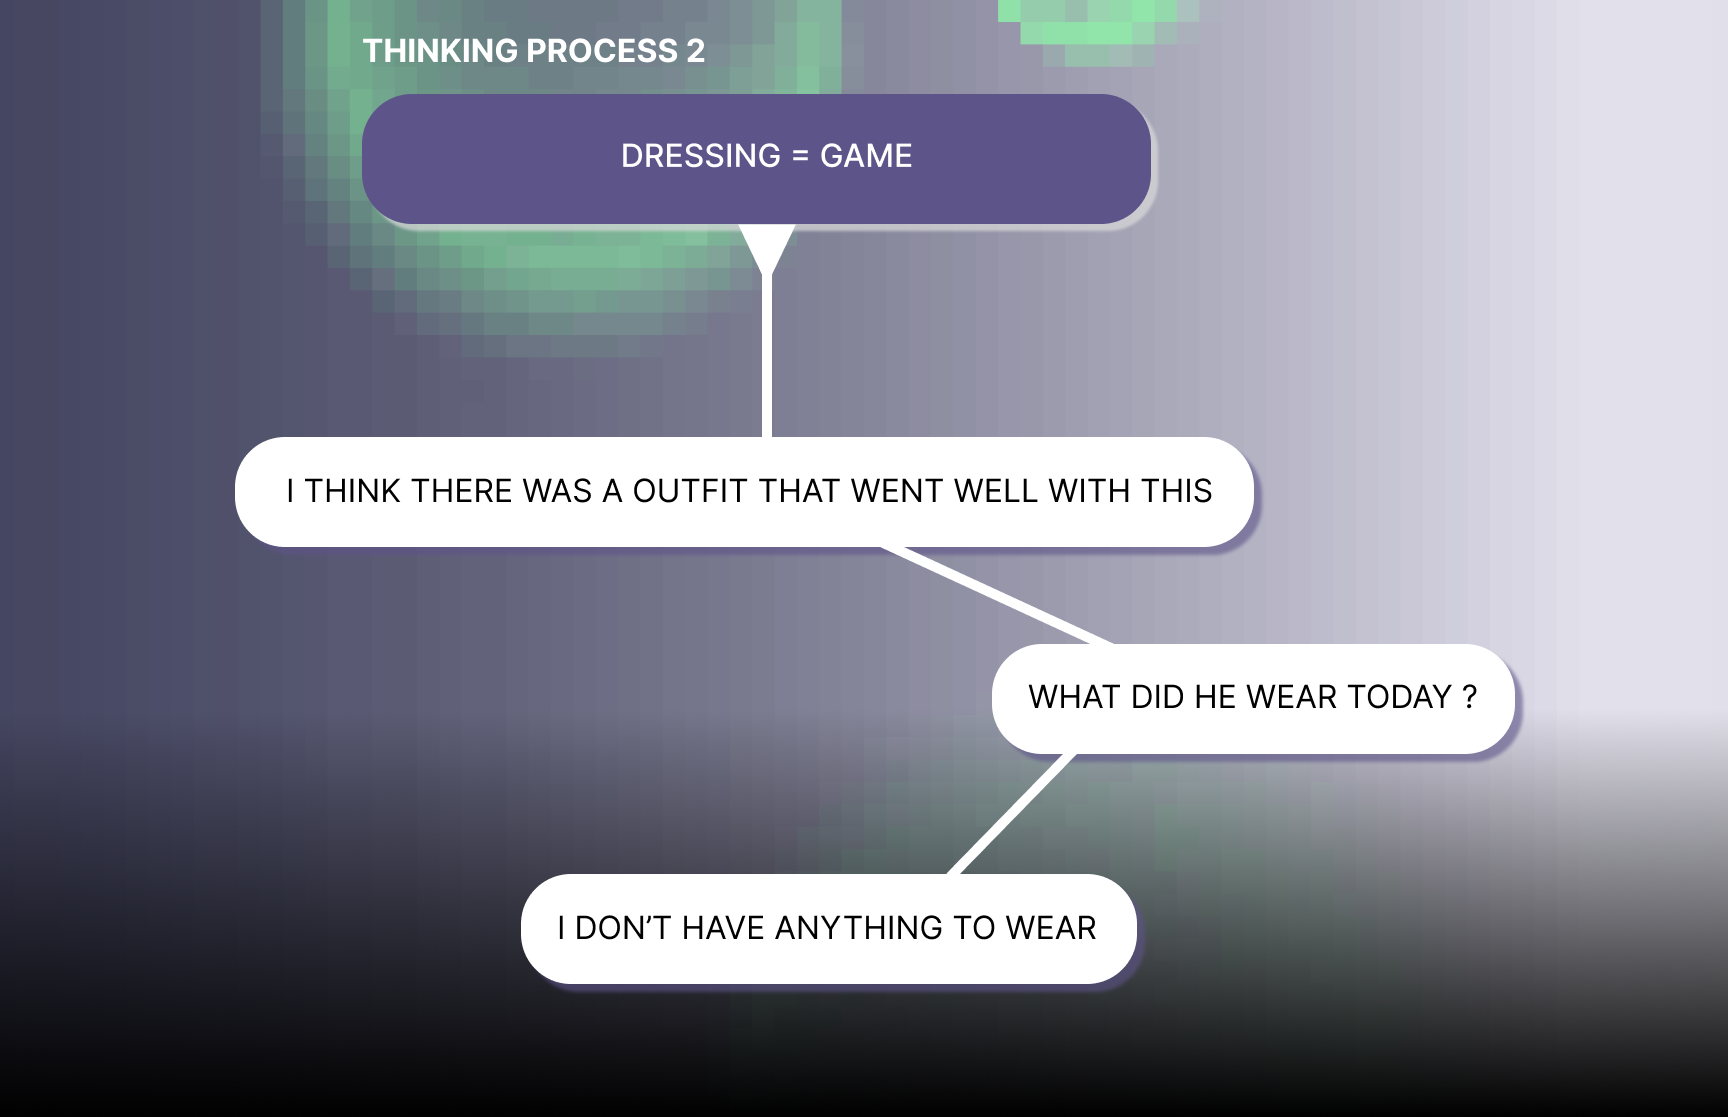 THINKING PROCESS 2
DRESSING = GAME
I THINK THERE WAS A OUTFIT THAT WENT WELL WITH THIS
WHAT DID HE WEAR TODAY ?
I DON’T HAVE ANYTHING TO WEAR